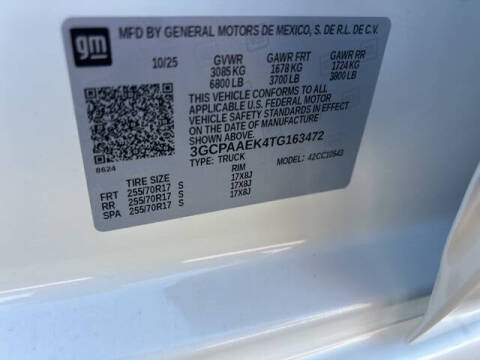 gm
MFD BY GENERAL MOTORS DE MEXICO, S. DE R.L. DE C.V.
10/25 GVWR GAWR FRT GAWR RR
3085 KG 1678 KG 1724 KG
6800 LB 3700 LB 3800 LB
THIS VEHICLE CONFORMS TO ALL
APPLICABLE U.S. FEDERAL MOTOR
VEHICLE SAFETY STANDARDS IN EFFECT
ON THE DATE OF MANUFACTURE
SHOWN ABOVE.
3GCPAAEK4TG163472
TYPE: TRUCK MODEL: 42CC10543
8624
TIRE SIZE RIM
FRT 255/70R17 S 17X8J
RR 255/70R17 S 17X8J
SPA 255/70R17 S 17X8J